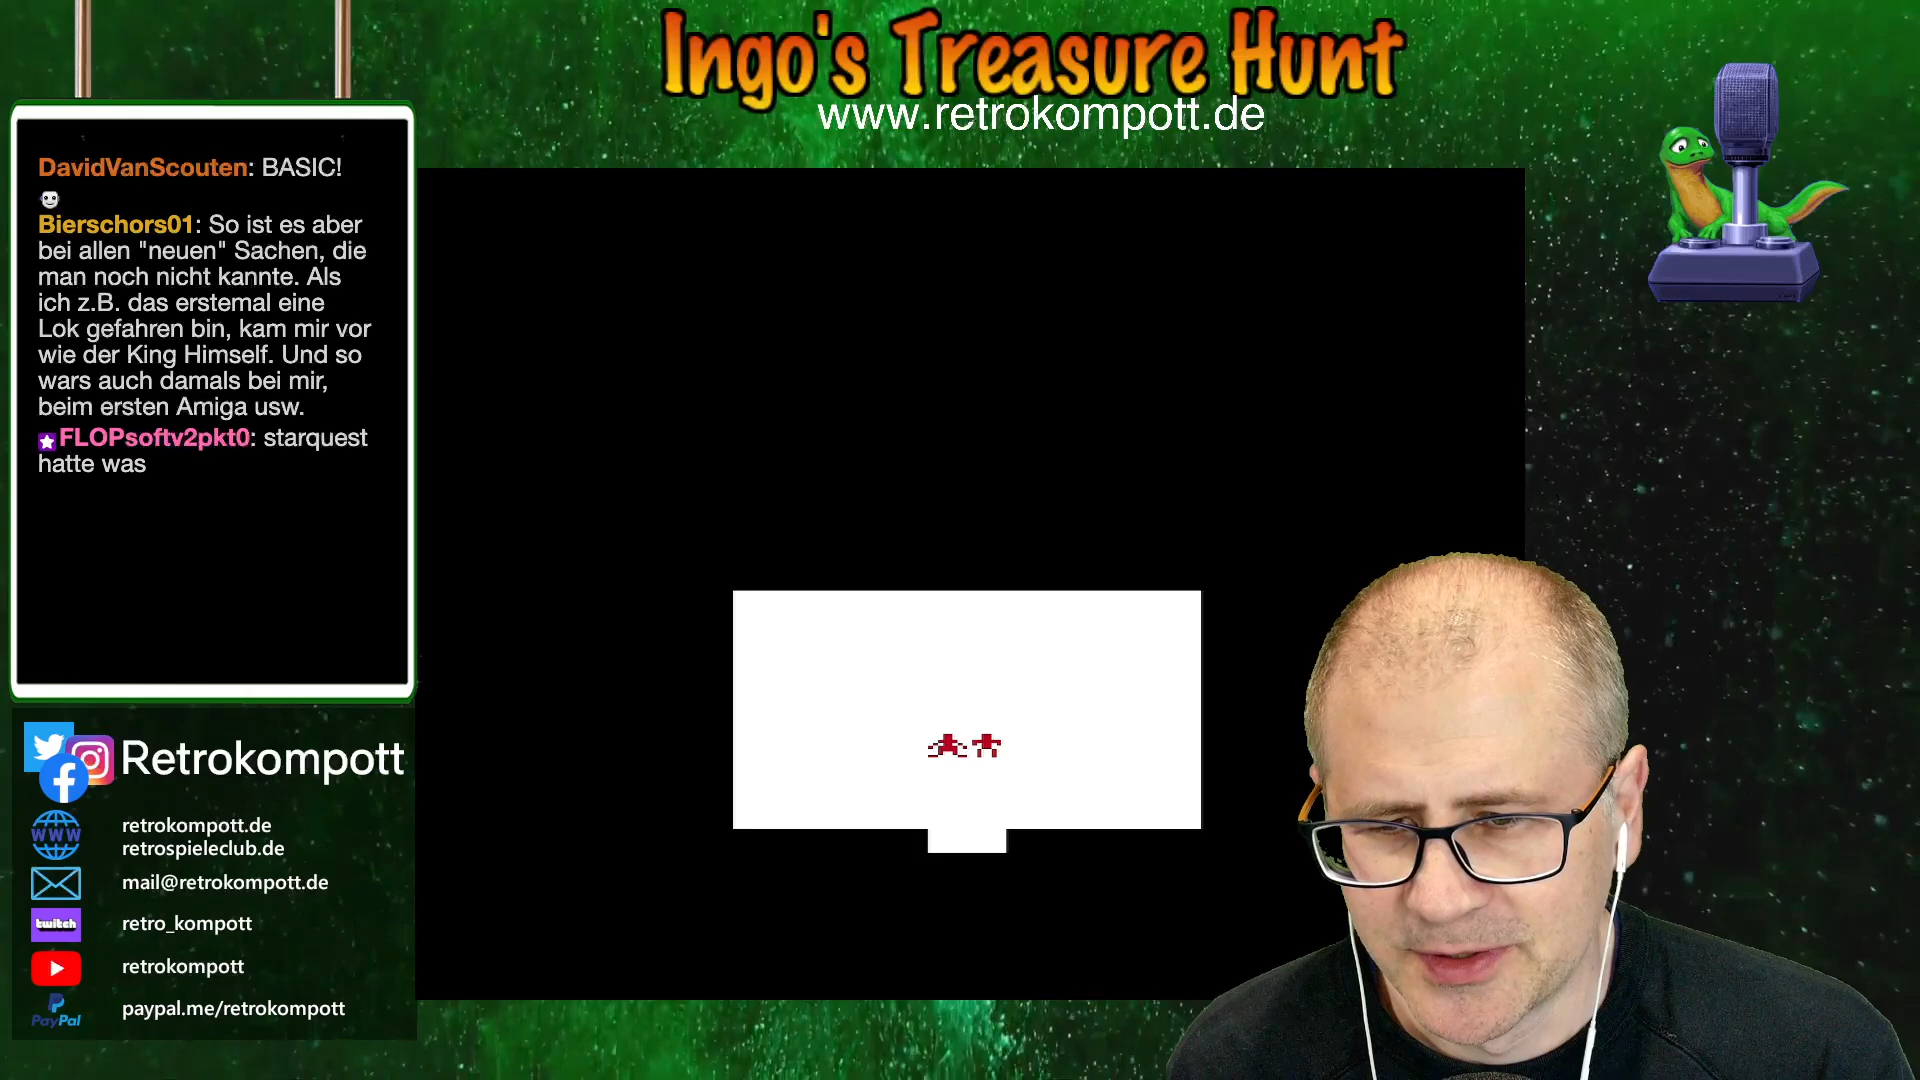 Ingo's Treasure Hunt
www.retrokompott.de
DavidVanScouten: BASIC!
Bierschors01: So ist es aber
bei allen "neuen" Sachen, die
man noch nicht kannte. Als
ich z.B. das erstemal eine
Lok gefahren bin, kam mir vor
wie der King Himself. Und so
wars auch damals bei mir,
beim ersten Amiga usw.
FLOPsoftv2pkt0: starquest
hatte was
Retrokompott
WWW
retrokompott.de
retrospieleclub.de
mail@retrokompott.de
twitch
retro_kompott
retrokompott
PayPal
paypal.me/retrokompott